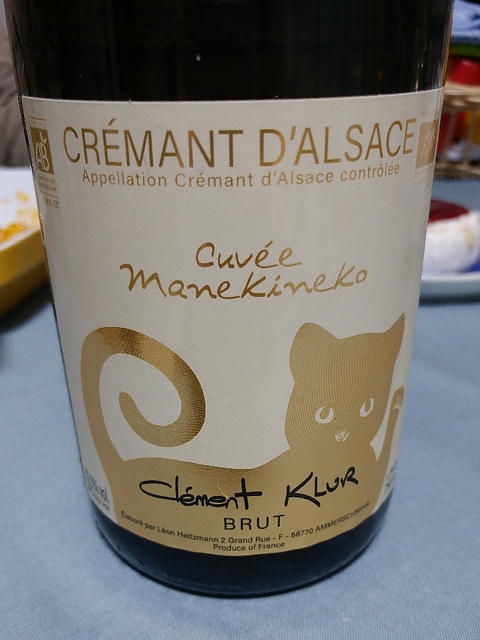 AB
CRÉMANT D'ALSACE
Appellation Crémant d'Alsace contrôlée
Cuvée
Manekineko
Clément KLUR
BRUT
Élaboré par Léon Heitzmann 2 Grand Rue - F - 68770 AMMERSCHWIHR
Produce of France